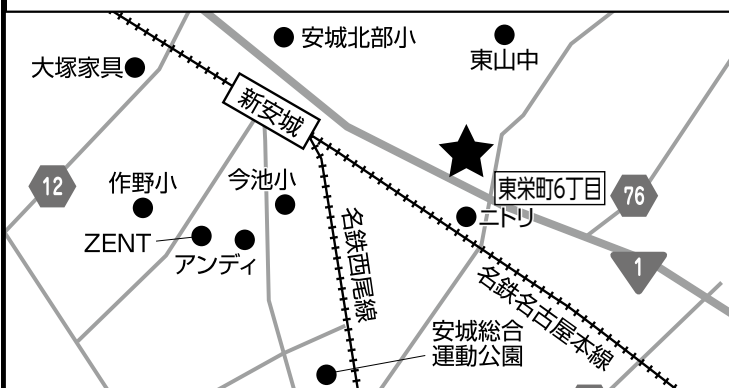 安城北部小
東山中
大塚家具
新安城
12
作野小
今池小
東栄町6丁目
76
ニトリ
ZENT
アンディ
名鉄西尾線
名鉄名古屋本線
1
安城総合
運動公園